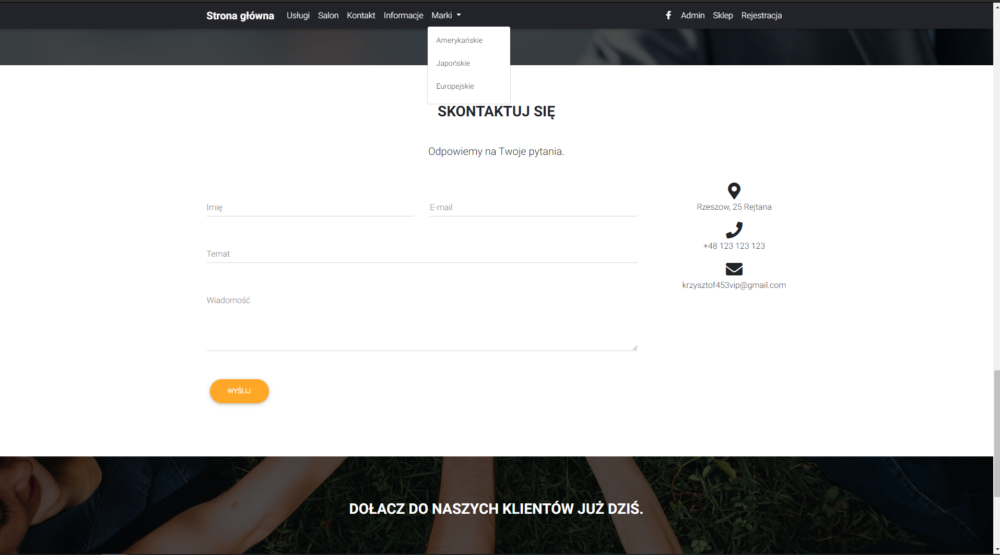 Strona główna Usługi Salon Kontakt Informacje Marki Admin Sklep Rejestracja
Amerykańskie
Japońskie
Europejskie
SKONTAKTUJ SIĘ
Odpowiemy na Twoje pytania.
Imię E-mail
Temat
Wiadomość
WYŚLIJ
Rzeszow, 25 Rejtana
+48 123 123 123
krzysztof453vip@gmail.com
DOŁACZ DO NASZYCH KLIENTÓW JUŻ DZIŚ.